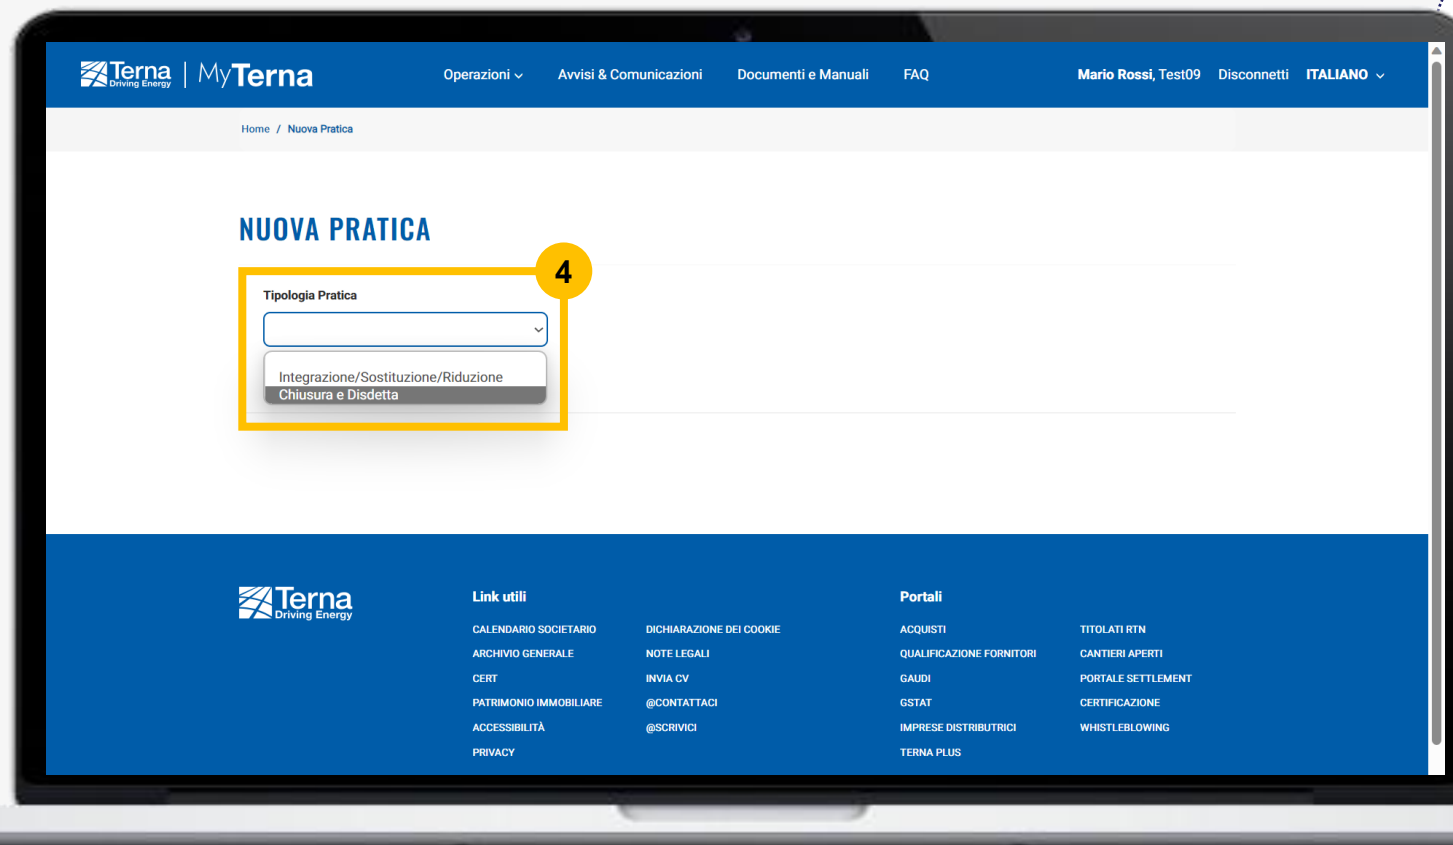 Terna Driving Energy | MyTerna
Operazioni Avvisi & Comunicazioni Documenti e Manuali FAQ Mario Rossi, Test09 Disconnetti ITALIANO
Home / Nuova Pratica
NUOVA PRATICA
4
Tipologia Pratica
Integrazione/Sostituzione/Riduzione
Chiusura e Disdetta
Terna
Driving Energy
Link utili
CALENDARIO SOCIETARIO
ARCHIVIO GENERALE
CERT
PATRIMONIO IMMOBILIARE
ACCESSIBILITÀ
PRIVACY
DICHIARAZIONE DEI COOKIE
NOTE LEGALI
INVIA CV
@CONTATTACI
@SCRIVICI
Portali
ACQUISTI
QUALIFICAZIONE FORNITORI
GAUDI
GSTAT
IMPRESE DISTRIBUTRICI
TERNA PLUS
TITOLATI RTN
CANTIERI APERTI
PORTALE SETTLEMENT
CERTIFICAZIONE
WHISTLEBLOWING